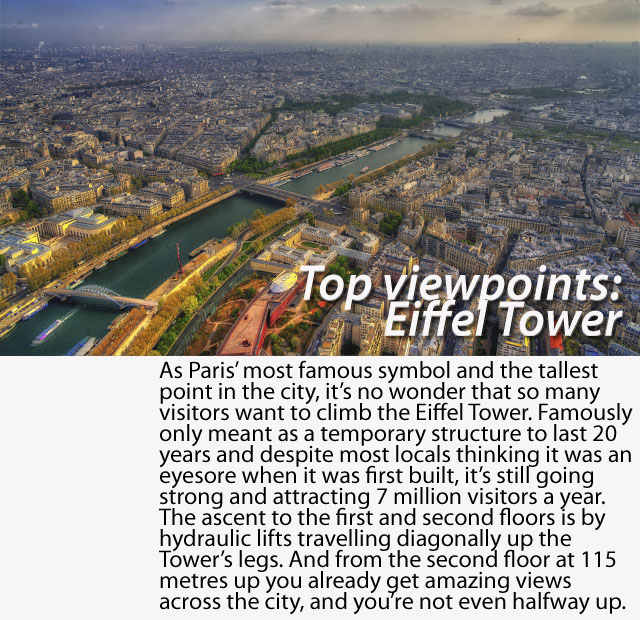 Top viewpoints:
Eiffel Tower
As Paris’ most famous symbol and the tallest
point in the city, it’s no wonder that so many
visitors want to climb the Eiffel Tower. Famously
only meant as a temporary structure to last 20
years and despite most locals thinking it was an
eyesore when it was first built, it’s still going
strong and attracting 7 million visitors a year.
The ascent to the first and second floors is by
hydraulic lifts travelling diagonally up the
Tower’s legs. And from the second floor at 115
metres up you already get amazing views
across the city, and you’re not even halfway up.